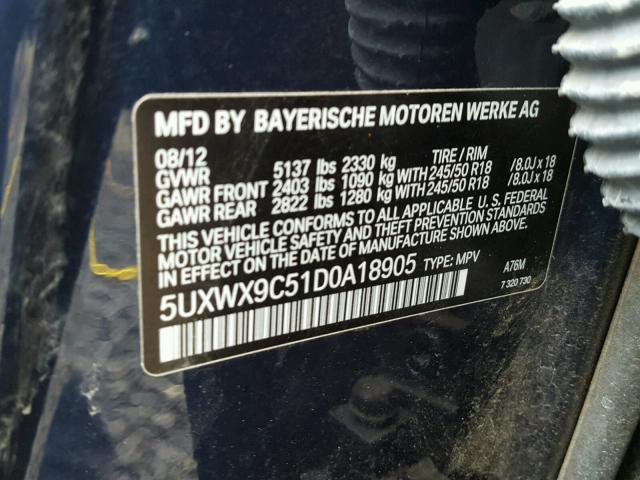 MFD BY BAYERISCHE MOTOREN WERKE AG
08/12 TIRE / RIM
GVWR 5137 lbs 2330 kg
GAWR FRONT 2403 lbs 1090 kg WITH 245/50 R18 /8.0J x 18
GAWR REAR 2822 lbs 1280 kg WITH 245/50 R18 /8.0J x 18
THIS VEHICLE CONFORMS TO ALL APPLICABLE U.S. FEDERAL
MOTOR VEHICLE SAFETY AND THEFT PREVENTION STANDARDS
IN EFFECT ON THE DATE OF MANUFACTURE SHOWN ABOVE.
5UXWX9C51D0A18905 TYPE: MPV A76M
7 320 730